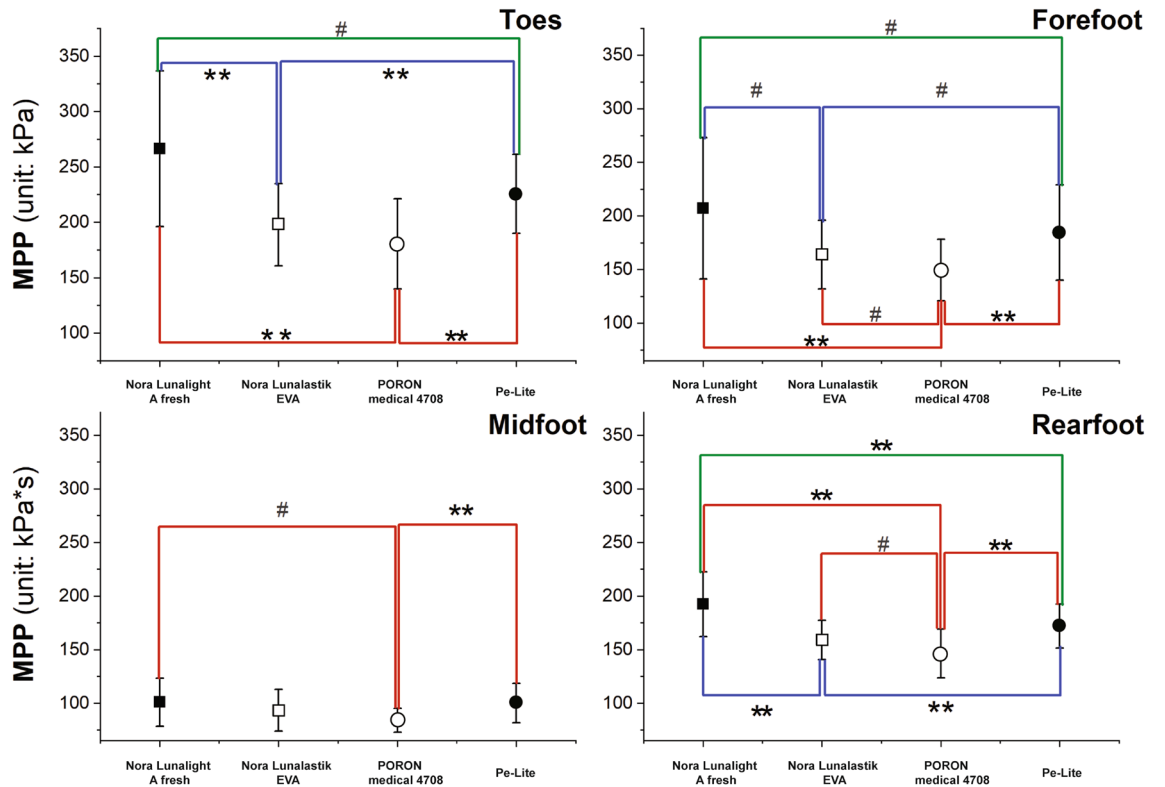 Toes
#
350
**
**
300
250
200
150
100
**
**
MPP (unit: kPa)
Nora Lunalight
A fresh
Nora Lunalastik
EVA
PORON
medical 4708
Pe-Lite
Forefoot
#
350
#
#
300
250
200
150
100
#
**
**
Nora Lunalight
A fresh
Nora Lunalastik
EVA
PORON
medical 4708
Pe-Lite
Midfoot
350
300
#
**
250
200
150
100
MPP (unit: kPa*s)
Nora Lunalight
A fresh
Nora Lunalastik
EVA
PORON
medical 4708
Pe-Lite
Rearfoot
**
350
300
**
250
#
**
200
150
100
**
**
Nora Lunalight
A fresh
Nora Lunalastik
EVA
PORON
medical 4708
Pe-Lite